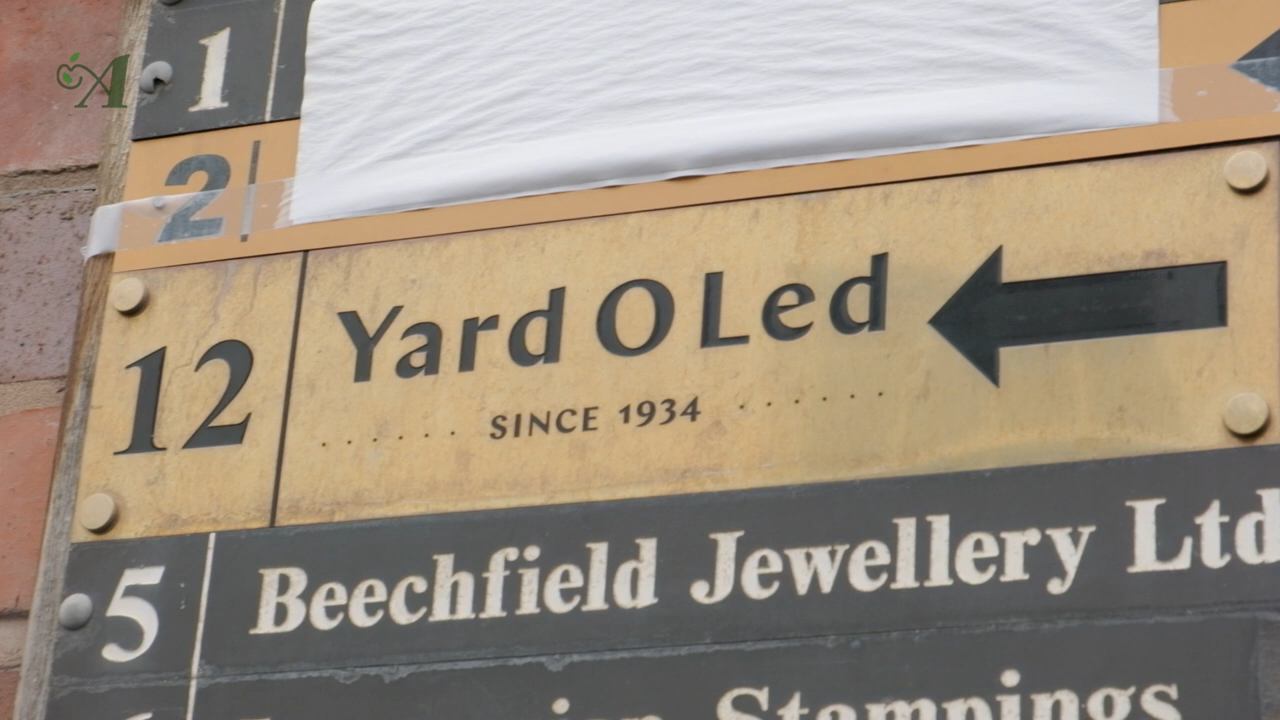 A
1
2
12 Yard O Led
SINCE 1934
5 Beechfield Jewellery Ltd
Stampings